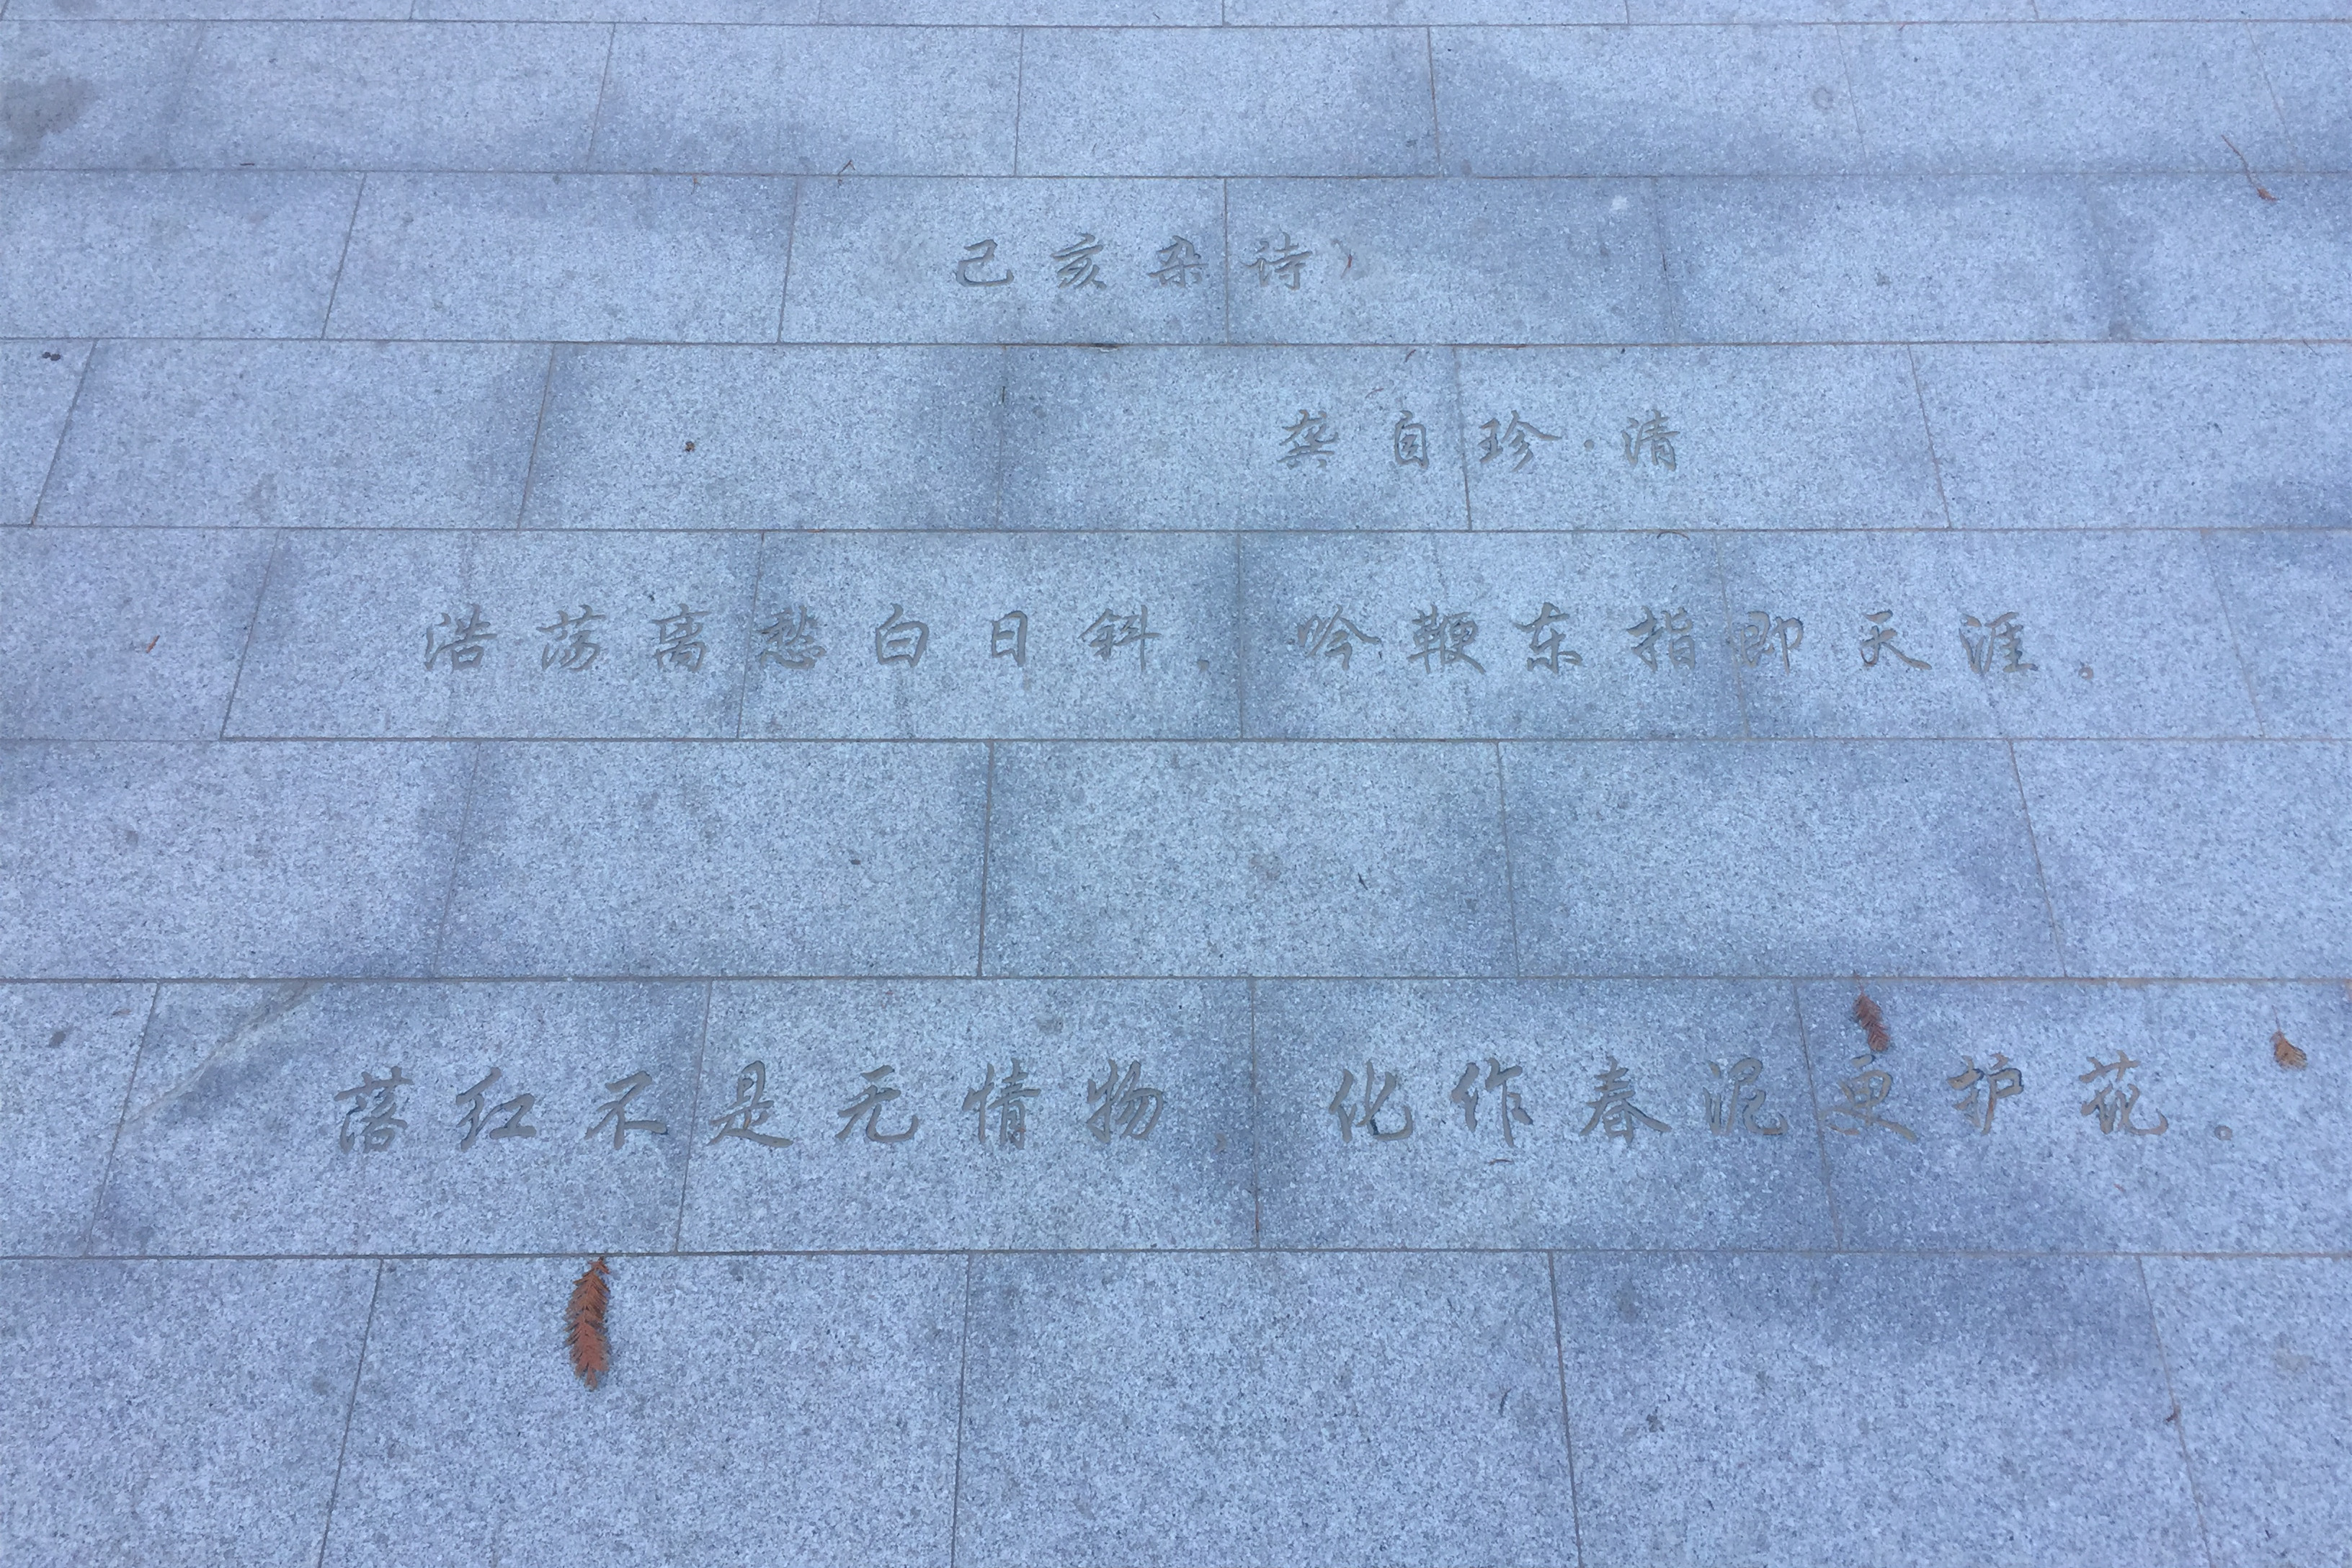 己亥杂诗
龚自珍·清
浩荡离愁白日斜，吟鞭东指即天涯。
落红不是无情物，化作春泥更护花。